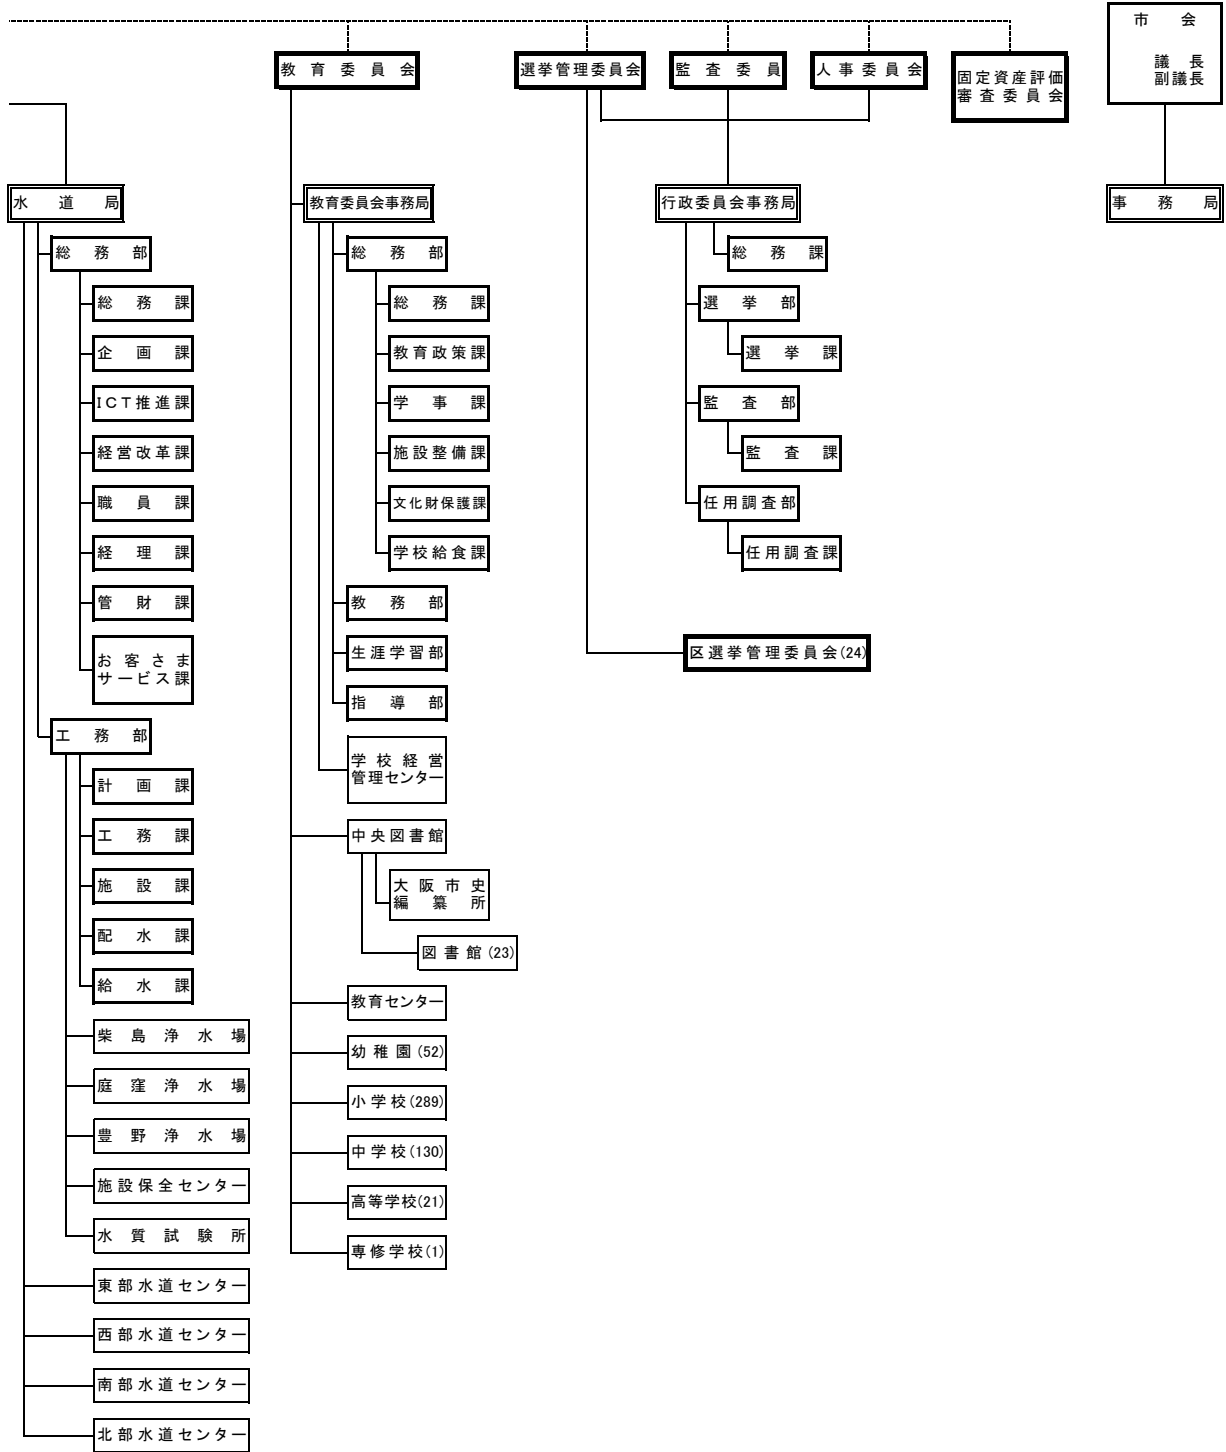 市会
議長
副議長
教育委員会
選挙管理委員会
監査委員
人事委員会
固定資産評価
審査委員会
水道局
教育委員会事務局
行政委員会事務局
事務局
総務部
総務課
企画課
ICT推進課
経営改革課
職員課
経理課
管財課
お客さま
サービス課
工務部
計画課
工務課
施設課
配水課
給水課
柴島浄水場
庭窪浄水場
豊野浄水場
施設保全センター
水質試験所
東部水道センター
西部水道センター
南部水道センター
北部水道センター
総務部
総務課
教育政策課
学事課
施設整備課
文化財保護課
学校給食課
教務部
生涯学習部
指導部
学校経営
管理センター
中央図書館
大阪市史
編纂所
図書館(23)
教育センター
幼稚園(52)
小学校(289)
中学校(130)
高等学校(21)
専修学校(1)
総務課
選挙部
選挙課
監査部
監査課
任用調査部
任用調査課
区選挙管理委員会(24)